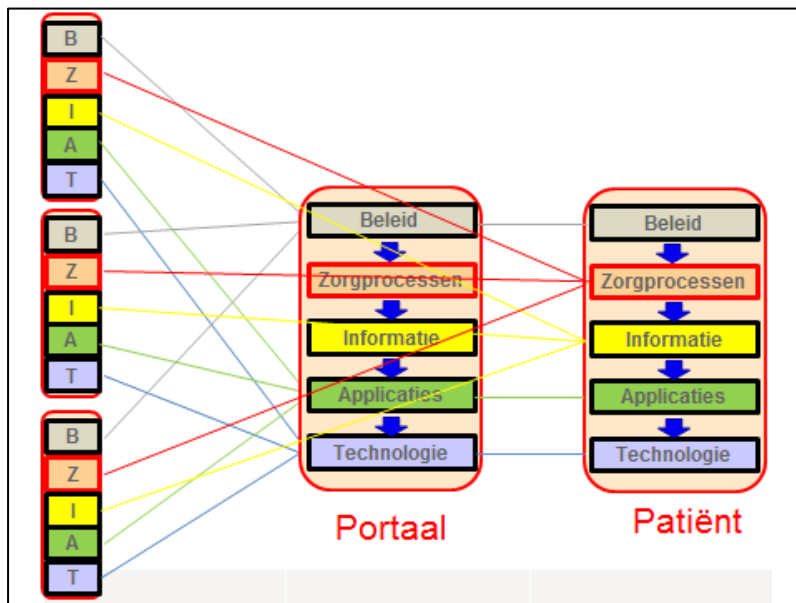 B
Z
I
A
T
B
Z
I
A
T
B
Z
I
A
T
Beleid
Zorgprocessen
Informatie
Applicaties
Technologie
Portaal
Beleid
Zorgprocessen
Informatie
Applicaties
Technologie
Patiënt